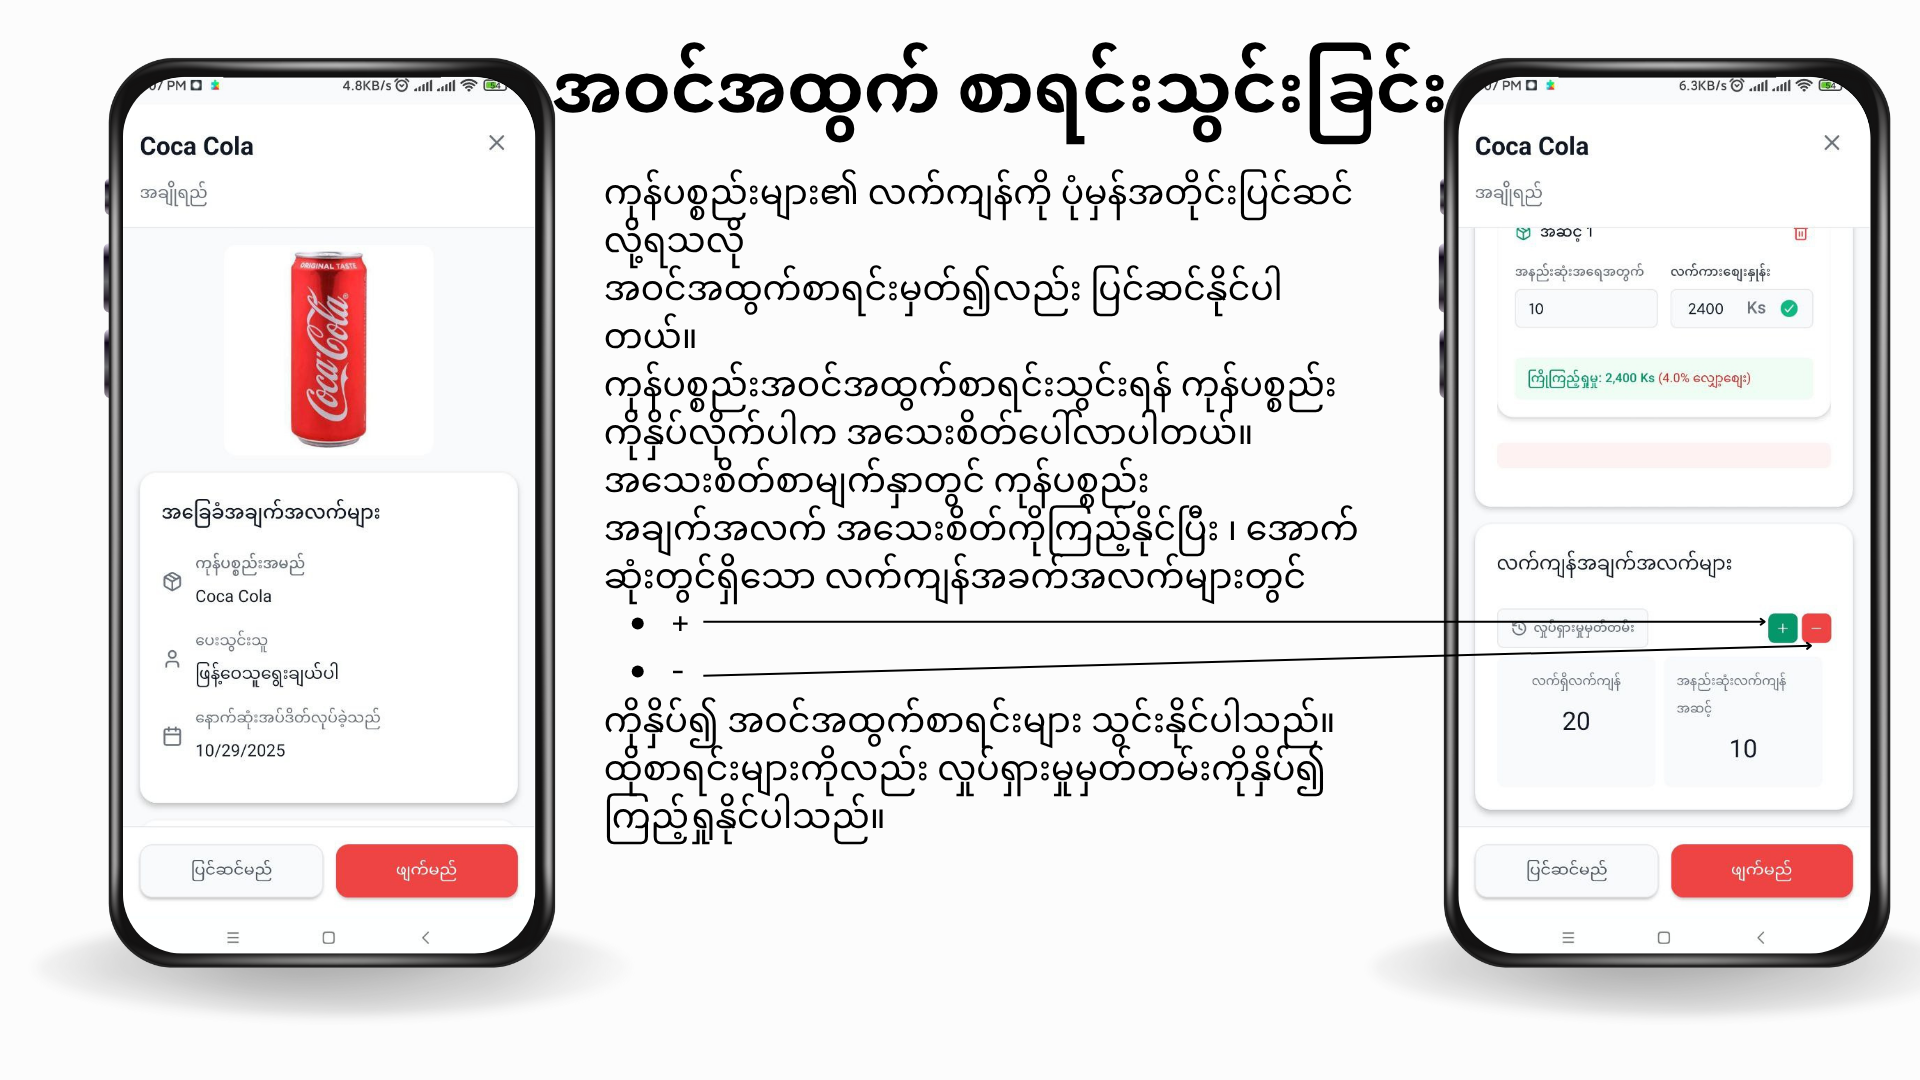 အဝင်အထွက် စာရင်းသွင်းခြင်း
07 PM 4.8KB/s 54
Coca Cola
အချိုရည်
ORIGINAL TASTE
Coca-Cola
အခြေခံအချက်အလက်များ
ကုန်ပစ္စည်းအမည်
Coca Cola
ပေးသွင်းသူ
ဖြန့်ဝေသူရွေးချယ်ပါ
နောက်ဆုံးအပ်ဒိတ်လုပ်ခဲ့သည်
10/29/2025
ပြင်ဆင်မည် ဖျက်မည်
ကုန်ပစ္စည်းများ၏ လက်ကျန်ကို ပုံမှန်အတိုင်းပြင်ဆင်
လို့ရသလို
အဝင်အထွက်စာရင်းမှတ်၍လည်း ပြင်ဆင်နိုင်ပါ
တယ်။
ကုန်ပစ္စည်းအဝင်အထွက်စာရင်းသွင်းရန် ကုန်ပစ္စည်း
ကိုနှိပ်လိုက်ပါက အသေးစိတ်ပေါ်လာပါတယ်။
အသေးစိတ်စာမျက်နှာတွင် ကုန်ပစ္စည်း
အချက်အလက် အသေးစိတ်ကိုကြည့်နိုင်ပြီး ၊ အောက်
ဆုံးတွင်ရှိသော လက်ကျန်အခက်အလက်များတွင်
• +
• -
ကိုနှိပ်၍ အဝင်အထွက်စာရင်းများ သွင်းနိုင်ပါသည်။
ထိုစာရင်းများကိုလည်း လှုပ်ရှားမှုမှတ်တမ်းကိုနှိပ်၍
ကြည့်ရှုနိုင်ပါသည်။
07 PM 6.3KB/s 54
Coca Cola
အချိုရည်
အဆင့် 1
အနည်းဆုံးအရေအတွက် လက်ကားဈေးနှုန်း
10 2400 Ks
ကြိုကြည့်ရှုမှု: 2,400 Ks (4.0% လျှော့ဈေး)
လက်ကျန်အချက်အလက်များ
လှုပ်ရှားမှုမှတ်တမ်း + −
လက်ရှိလက်ကျန်
20
အနည်းဆုံးလက်ကျန်
အဆင့်
10
ပြင်ဆင်မည် ဖျက်မည်